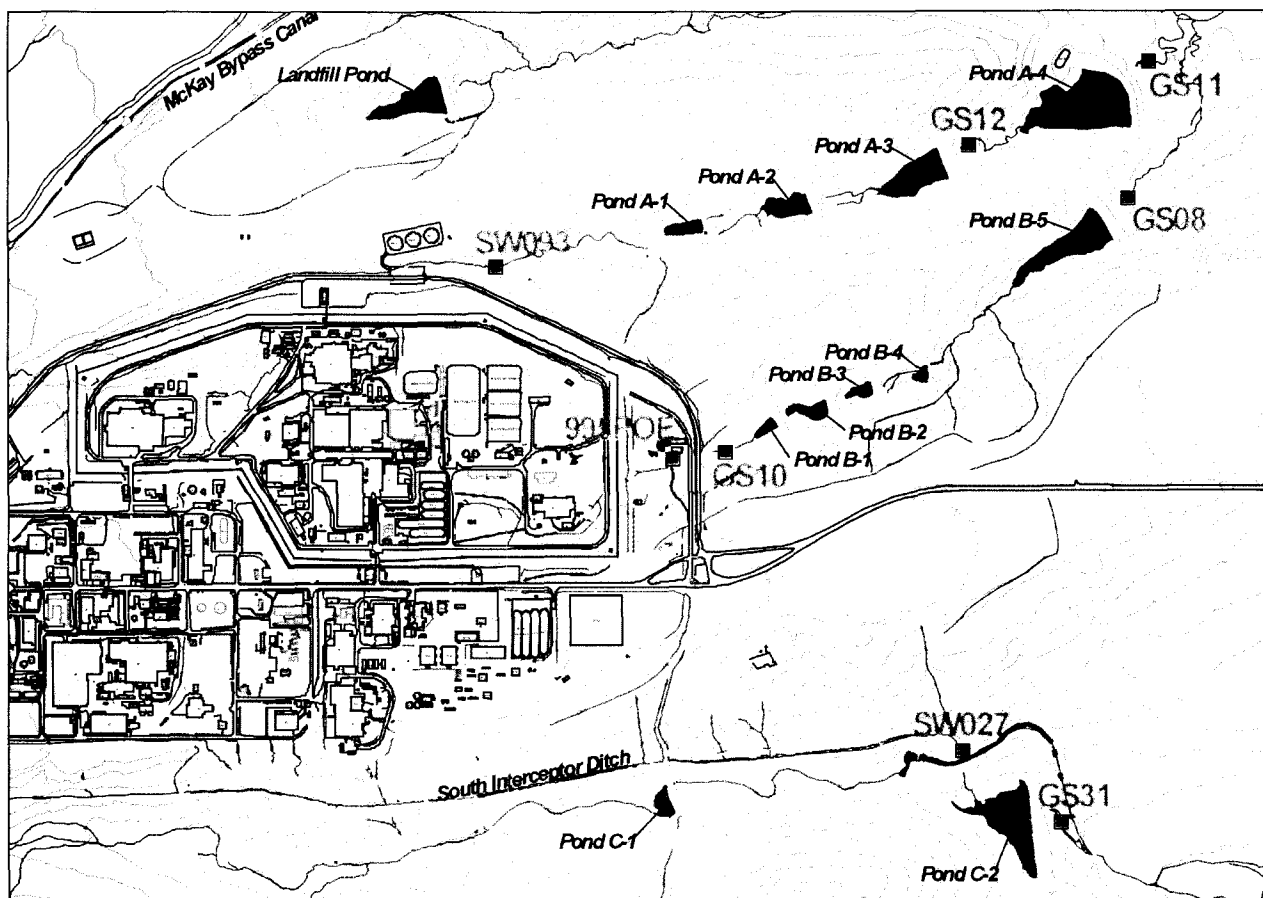 McKay Bypass Canal
Landfill Pond
Pond A-4
GS11
GS12
Pond A-3
Pond A-2
Pond A-1
GS08
Pond B-5
SW093
Pond B-4
Pond B-3
Pond B-2
Pond B-1
GS10
SW027
South Interceptor Ditch
GS31
Pond C-1
Pond C-2